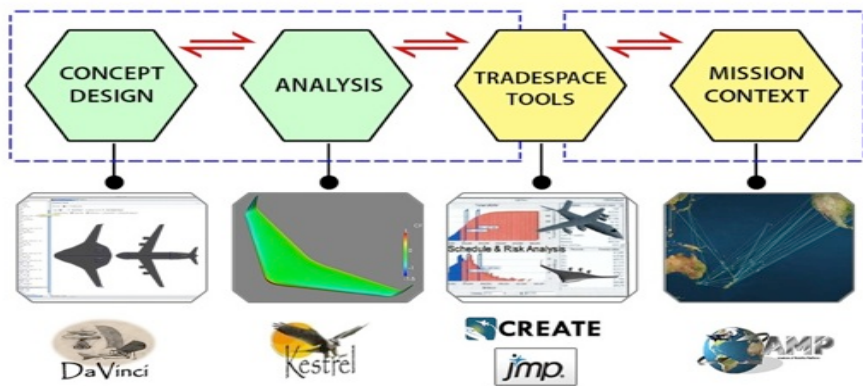 CONCEPT
DESIGN
ANALYSIS
TRADESPACE
TOOLS
MISSION
CONTEXT
Schedule & Risk Analysis
DaVinci
Kestrel
CREATE
jmp.
AMP